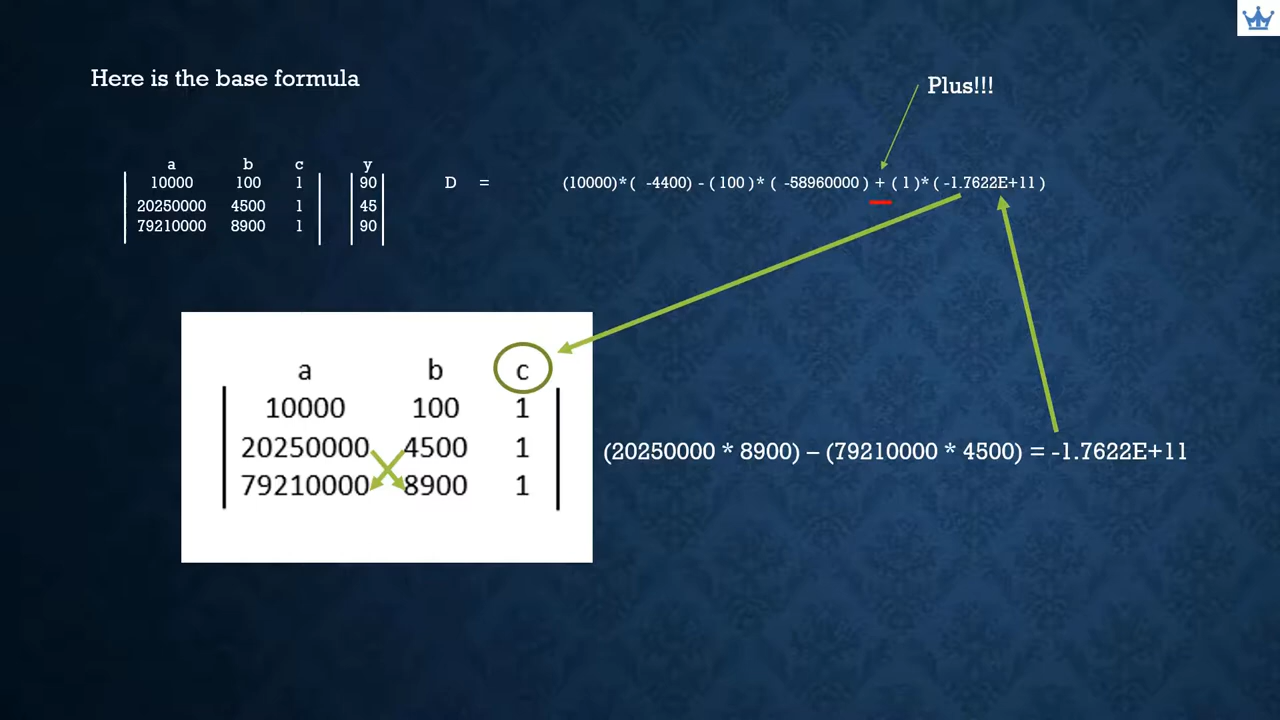 Here is the base formula
Plus!!!
a b c y
10000 100 1 90 D = (10000)*( -4400) - ( 100 )* ( -58960000 ) + ( 1 )* ( -1.7622E+11 )
20250000 4500 1 45
79210000 8900 1 90
a b c
10000 100 1
20250000 4500 1
79210000 8900 1
(20250000 * 8900) – (79210000 * 4500) = -1.7622E+11